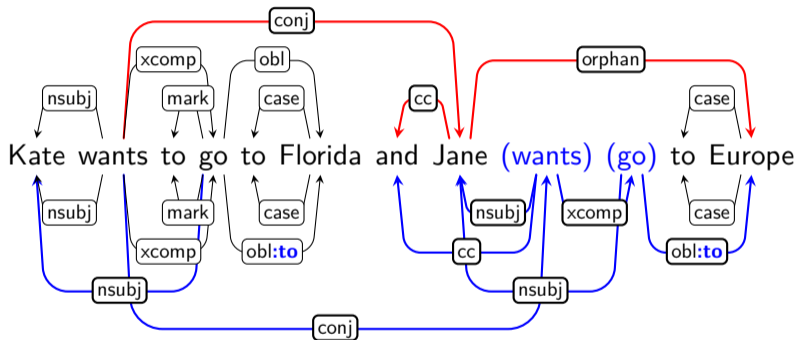 conj
xcomp obl orphan
nsubj mark case cc case
Kate wants to go to Florida and Jane (wants) (go) to Europe
nsubj mark case nsubj xcomp case
xcomp obl:to cc obl:to
nsubj nsubj
conj